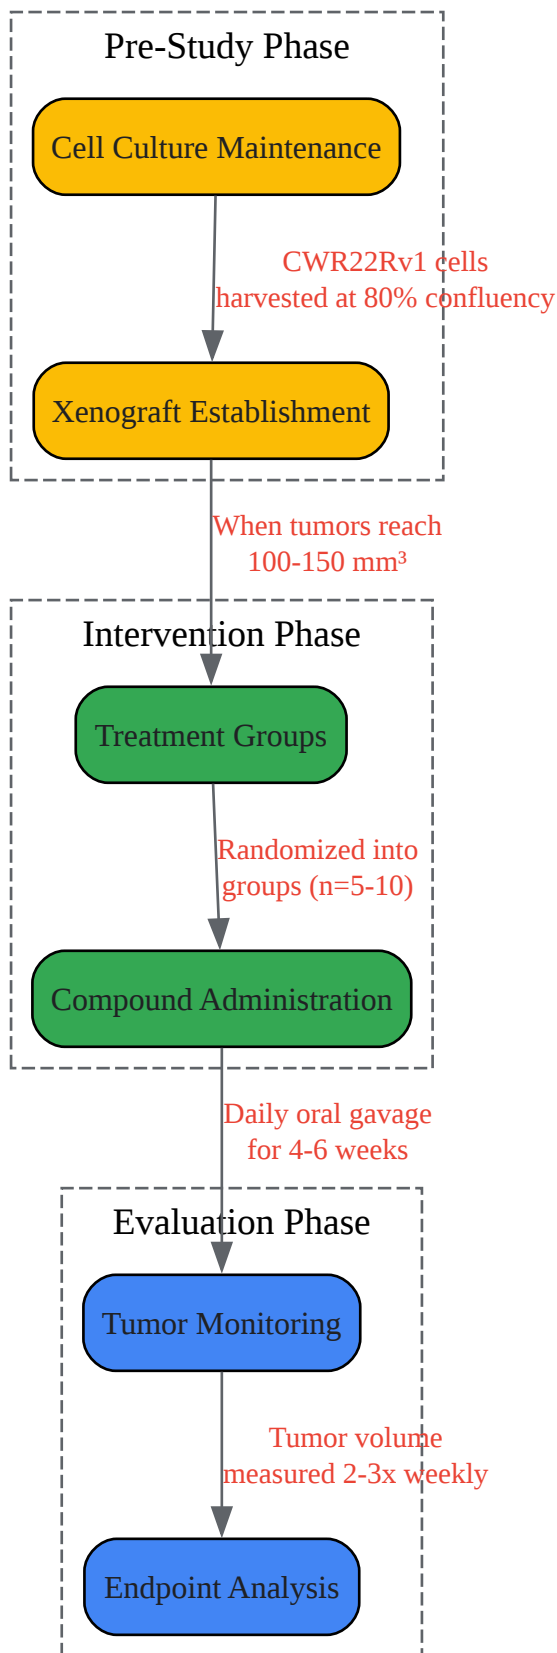 Pre-Study Phase
Cell Culture Maintenance
CWR22Rv1 cells
harvested at 80% confluency
Xenograft Establishment
When tumors reach
100-150 mm³
Intervention Phase
Treatment Groups
Randomized into
groups (n=5-10)
Compound Administration
Daily oral gavage
for 4-6 weeks
Evaluation Phase
Tumor Monitoring
Tumor volume
measured 2-3x weekly
Endpoint Analysis